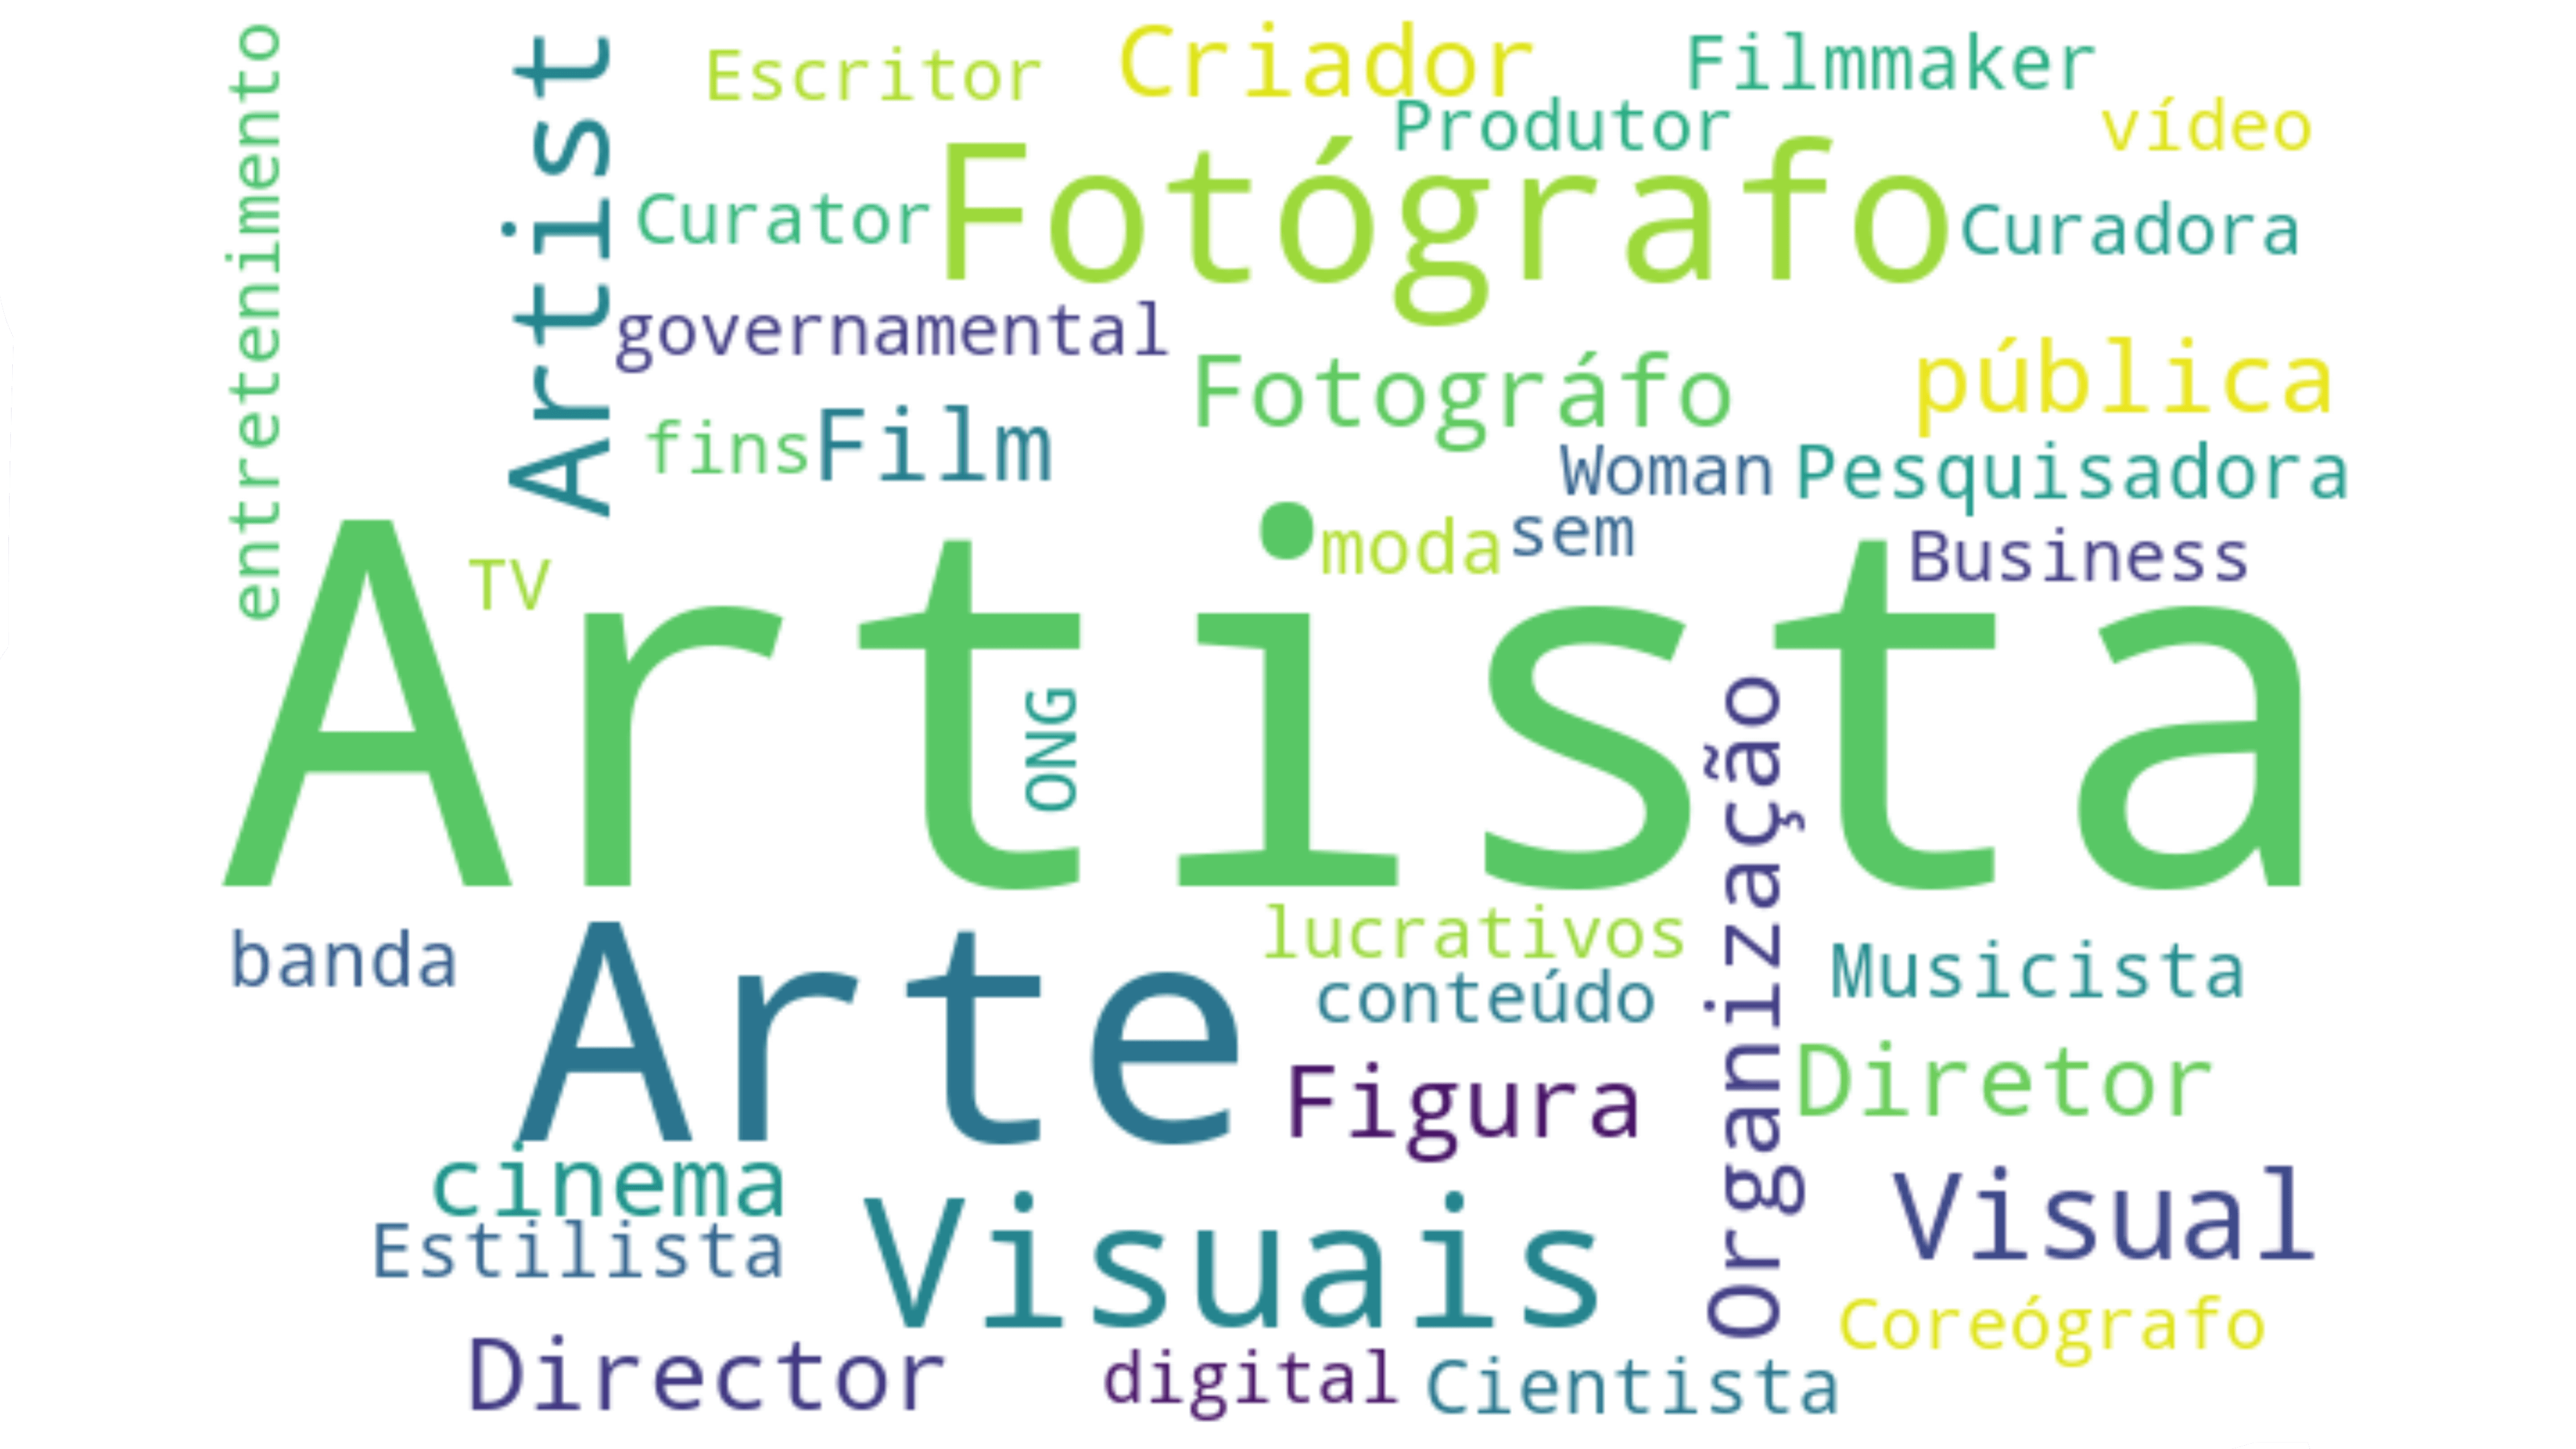 entretenimento
Artist
Escritor
Criador
Filmmaker
Produtor
vídeo
Curator
Fotógrafo
Curadora
governamental
Fotográfo
pública
fins
Film
Woman
Pesquisadora
moda
sem
TV
Business
Artista
ONG
Organização
banda
Arte
lucrativos
conteúdo
Musicista
Figura
Diretor
cinema
Estilista
Visuais
Visual
Coreógrafo
Director
digital
Cientista